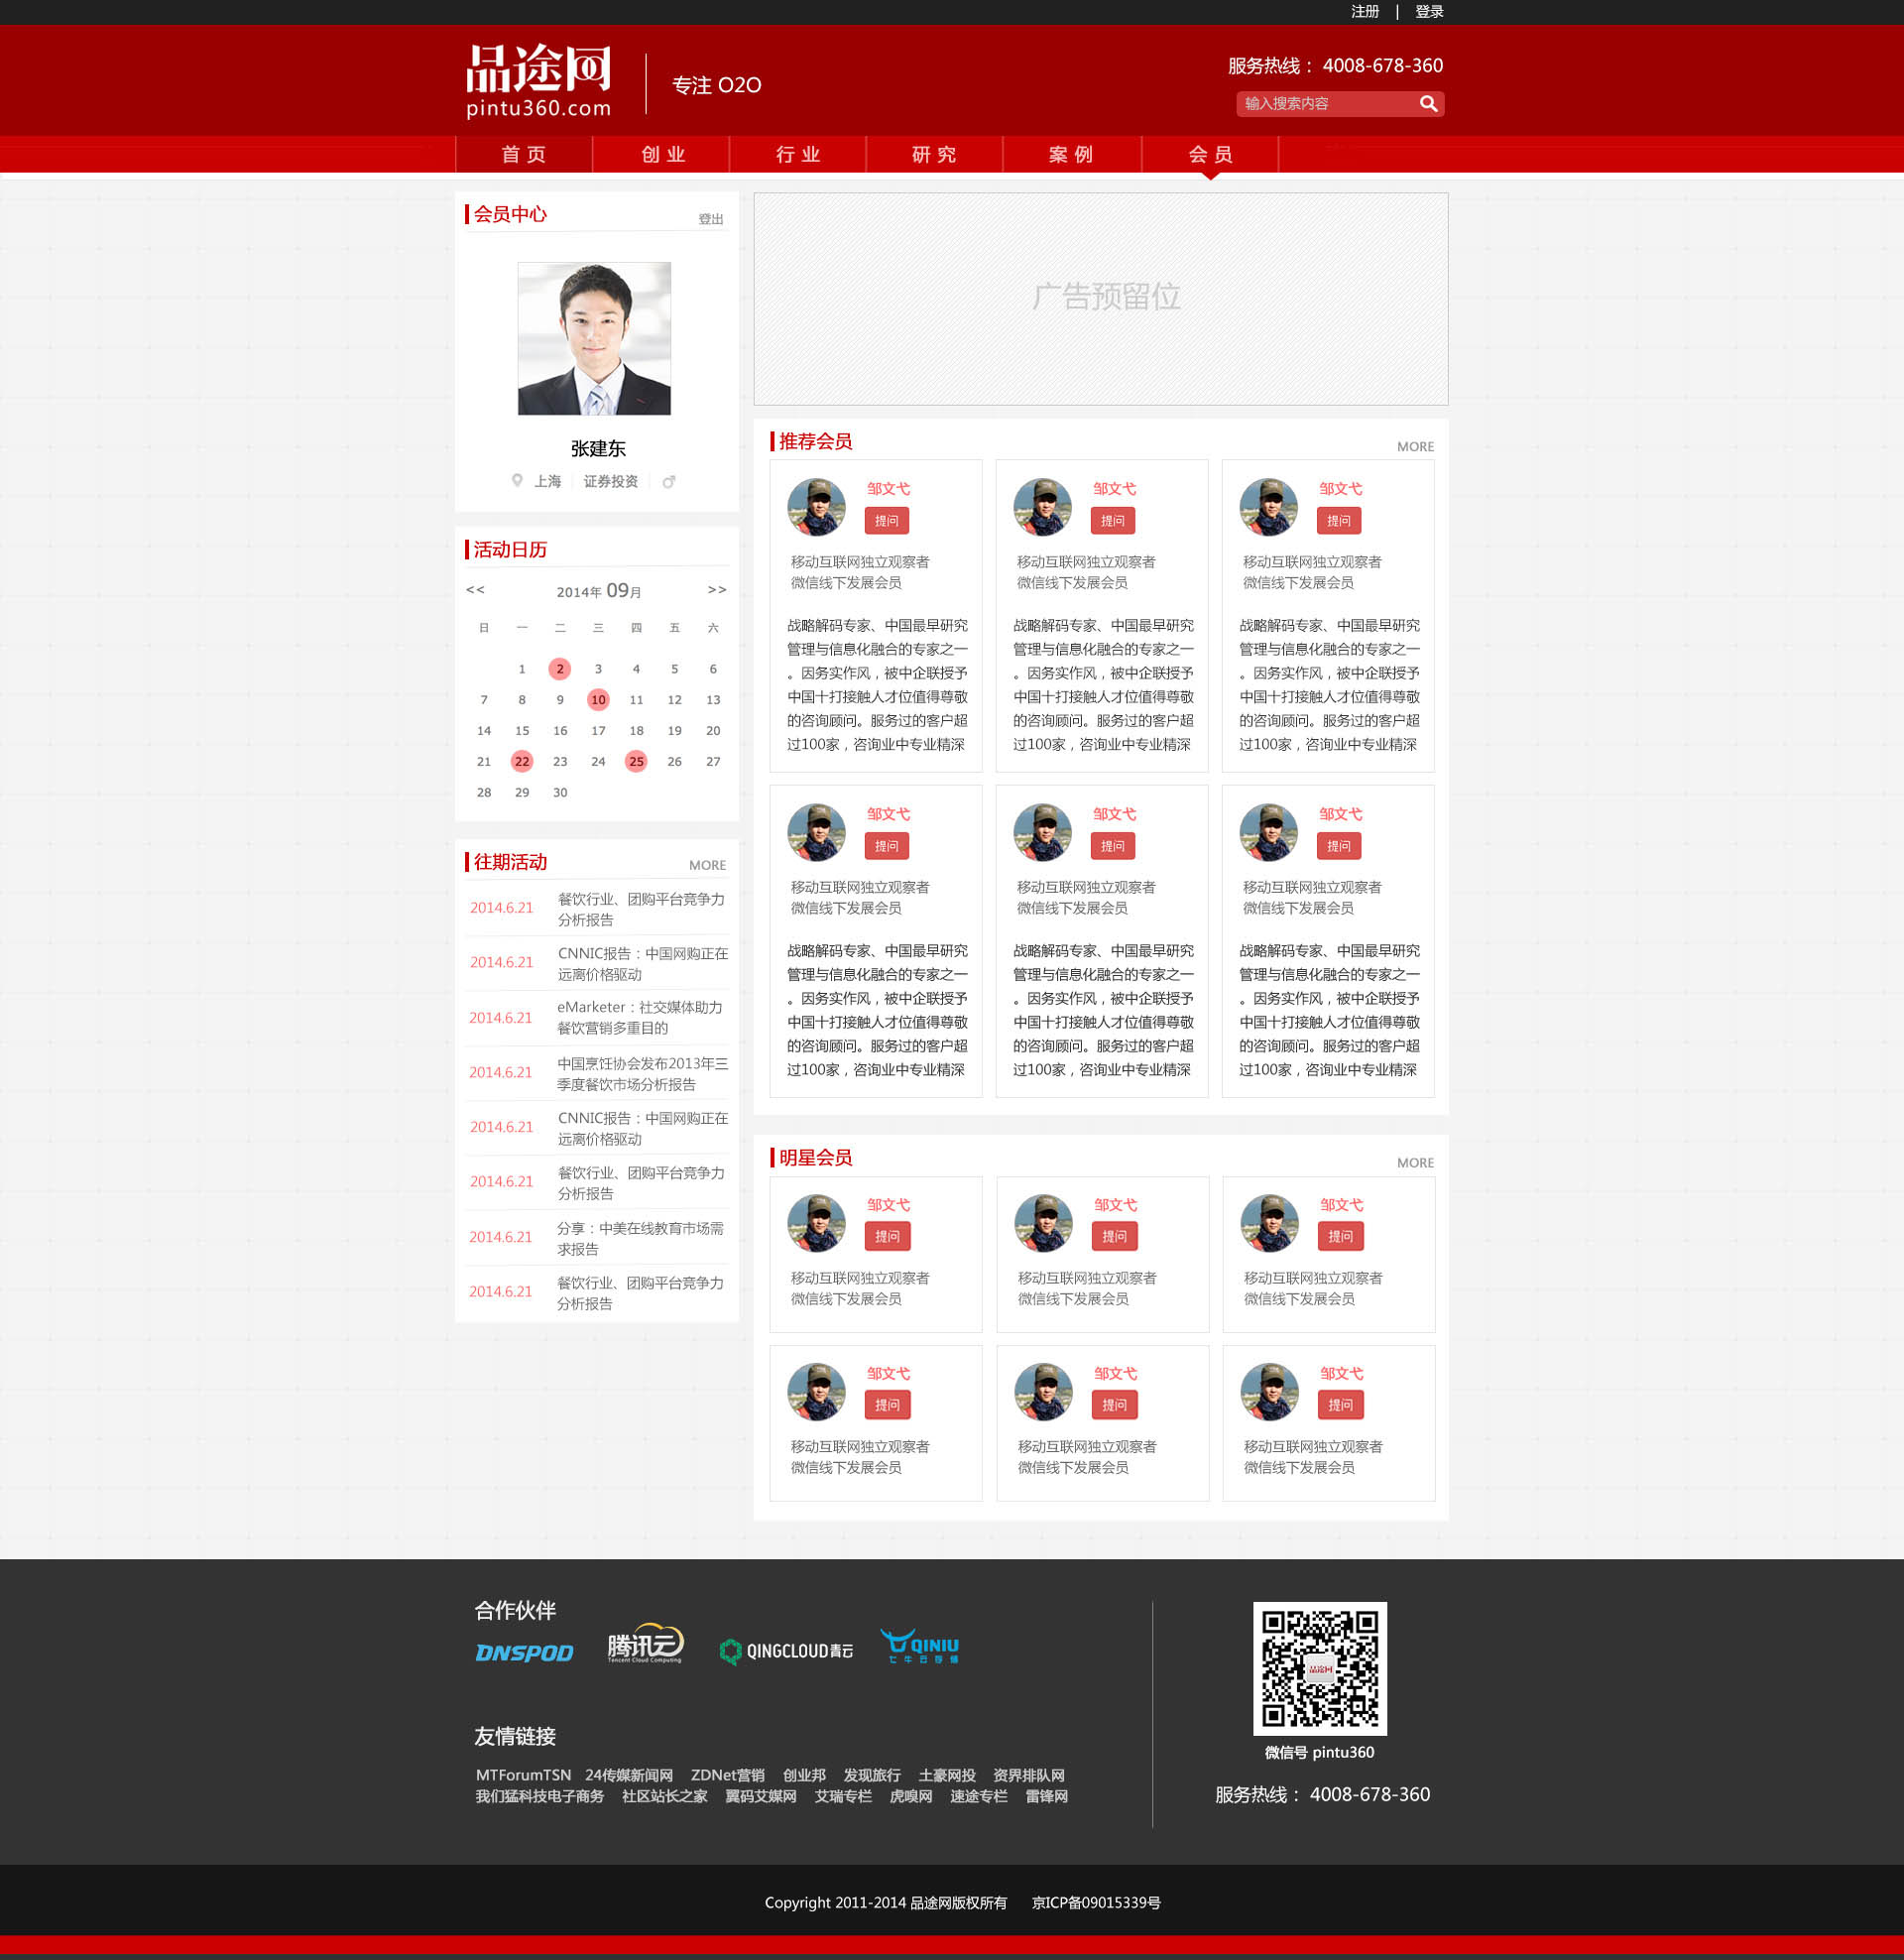 注册 | 登录
品途网
pintu360.com
专注 O2O
服务热线： 4008-678-360
输入搜索内容
首页 创业 行业 研究 案例 会员
会员中心 登出
张建东
上海 证券投资
活动日历
<< 2014年 09月 >>
日 一 二 三 四 五 六
1 2 3 4 5 6
7 8 9 10 11 12 13
14 15 16 17 18 19 20
21 22 23 24 25 26 27
28 29 30
往期活动 MORE
2014.6.21 餐饮行业、团购平台竞争力
分析报告
2014.6.21 CNNIC报告：中国网购正在
远离价格驱动
2014.6.21 eMarketer：社交媒体助力
餐饮营销多重目的
2014.6.21 中国烹饪协会发布2013年三
季度餐饮市场分析报告
2014.6.21 CNNIC报告：中国网购正在
远离价格驱动
2014.6.21 餐饮行业、团购平台竞争力
分析报告
2014.6.21 分享：中美在线教育市场需
求报告
2014.6.21 餐饮行业、团购平台竞争力
分析报告
广告预留位
推荐会员 MORE
邹文弋
提问
移动互联网独立观察者
微信线下发展会员
战略解码专家、中国最早研究
管理与信息化融合的专家之一
。因务实作风，被中企联授予
中国十打接触人才位值得尊敬
的咨询顾问。服务过的客户超
过100家，咨询业中专业精深
邹文弋
提问
移动互联网独立观察者
微信线下发展会员
战略解码专家、中国最早研究
管理与信息化融合的专家之一
。因务实作风，被中企联授予
中国十打接触人才位值得尊敬
的咨询顾问。服务过的客户超
过100家，咨询业中专业精深
邹文弋
提问
移动互联网独立观察者
微信线下发展会员
战略解码专家、中国最早研究
管理与信息化融合的专家之一
。因务实作风，被中企联授予
中国十打接触人才位值得尊敬
的咨询顾问。服务过的客户超
过100家，咨询业中专业精深
邹文弋
提问
移动互联网独立观察者
微信线下发展会员
战略解码专家、中国最早研究
管理与信息化融合的专家之一
。因务实作风，被中企联授予
中国十打接触人才位值得尊敬
的咨询顾问。服务过的客户超
过100家，咨询业中专业精深
邹文弋
提问
移动互联网独立观察者
微信线下发展会员
战略解码专家、中国最早研究
管理与信息化融合的专家之一
。因务实作风，被中企联授予
中国十打接触人才位值得尊敬
的咨询顾问。服务过的客户超
过100家，咨询业中专业精深
邹文弋
提问
移动互联网独立观察者
微信线下发展会员
战略解码专家、中国最早研究
管理与信息化融合的专家之一
。因务实作风，被中企联授予
中国十打接触人才位值得尊敬
的咨询顾问。服务过的客户超
过100家，咨询业中专业精深
明星会员 MORE
邹文弋
提问
移动互联网独立观察者
微信线下发展会员
邹文弋
提问
移动互联网独立观察者
微信线下发展会员
邹文弋
提问
移动互联网独立观察者
微信线下发展会员
邹文弋
提问
移动互联网独立观察者
微信线下发展会员
邹文弋
提问
移动互联网独立观察者
微信线下发展会员
邹文弋
提问
移动互联网独立观察者
微信线下发展会员
合作伙伴
DNSPOD
腾讯云
Tencent Cloud Computing
QINGCLOUD青云
QINIU
七牛云存储
友情链接
MTForumTSN 24传媒新闻网 ZDNet营销 创业邦 发现旅行 土豪网投 资界排队网
我们猛科技电子商务 社区站长之家 翼码艾媒网 艾瑞专栏 虎嗅网 速途专栏 雷锋网
品途网
微信号 pintu360
服务热线： 4008-678-360
Copyright 2011-2014 品途网版权所有 京ICP备09015339号